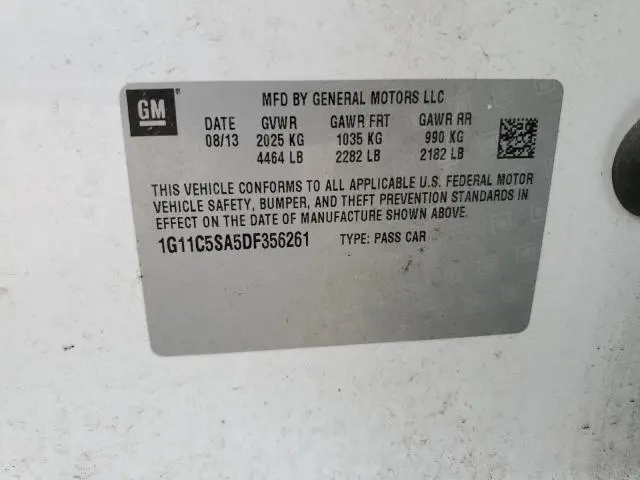 GM ® MFD BY GENERAL MOTORS LLC
DATE GVWR GAWR FRT GAWR RR
08/13 2025 KG 1035 KG 990 KG
4464 LB 2282 LB 2182 LB
THIS VEHICLE CONFORMS TO ALL APPLICABLE U.S. FEDERAL MOTOR
VEHICLE SAFETY, BUMPER, AND THEFT PREVENTION STANDARDS IN
EFFECT ON THE DATE OF MANUFACTURE SHOWN ABOVE.
1G11C5SA5DF356261 TYPE: PASS CAR